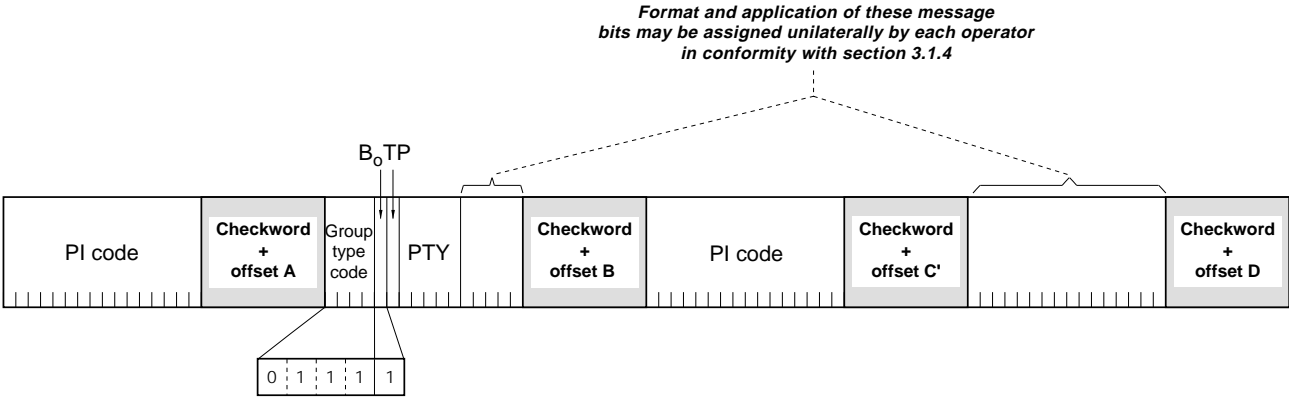 Format and application of these message
bits may be assigned unilaterally by each operator
in conformity with section 3.1.4
BoTP
PI code
Checkword
+
offset A
Group
type
code
PTY
Checkword
+
offset B
PI code
Checkword
+
offset C'
Checkword
+
offset D
0 1 1 1 1